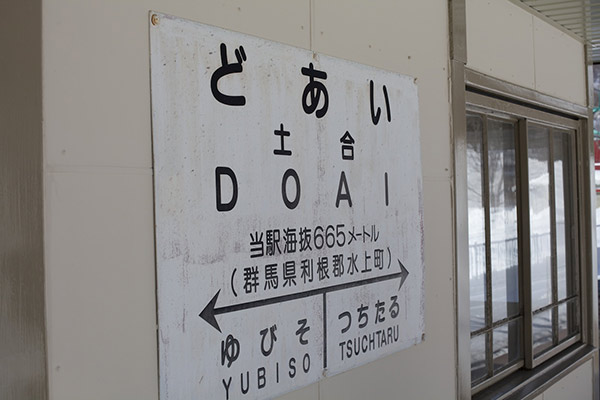 どあい
土合
DOAI
当駅海抜665メートル
(群馬県利根郡水上町)
ゆびそ つちたる
YUBISO TSUCHTARU